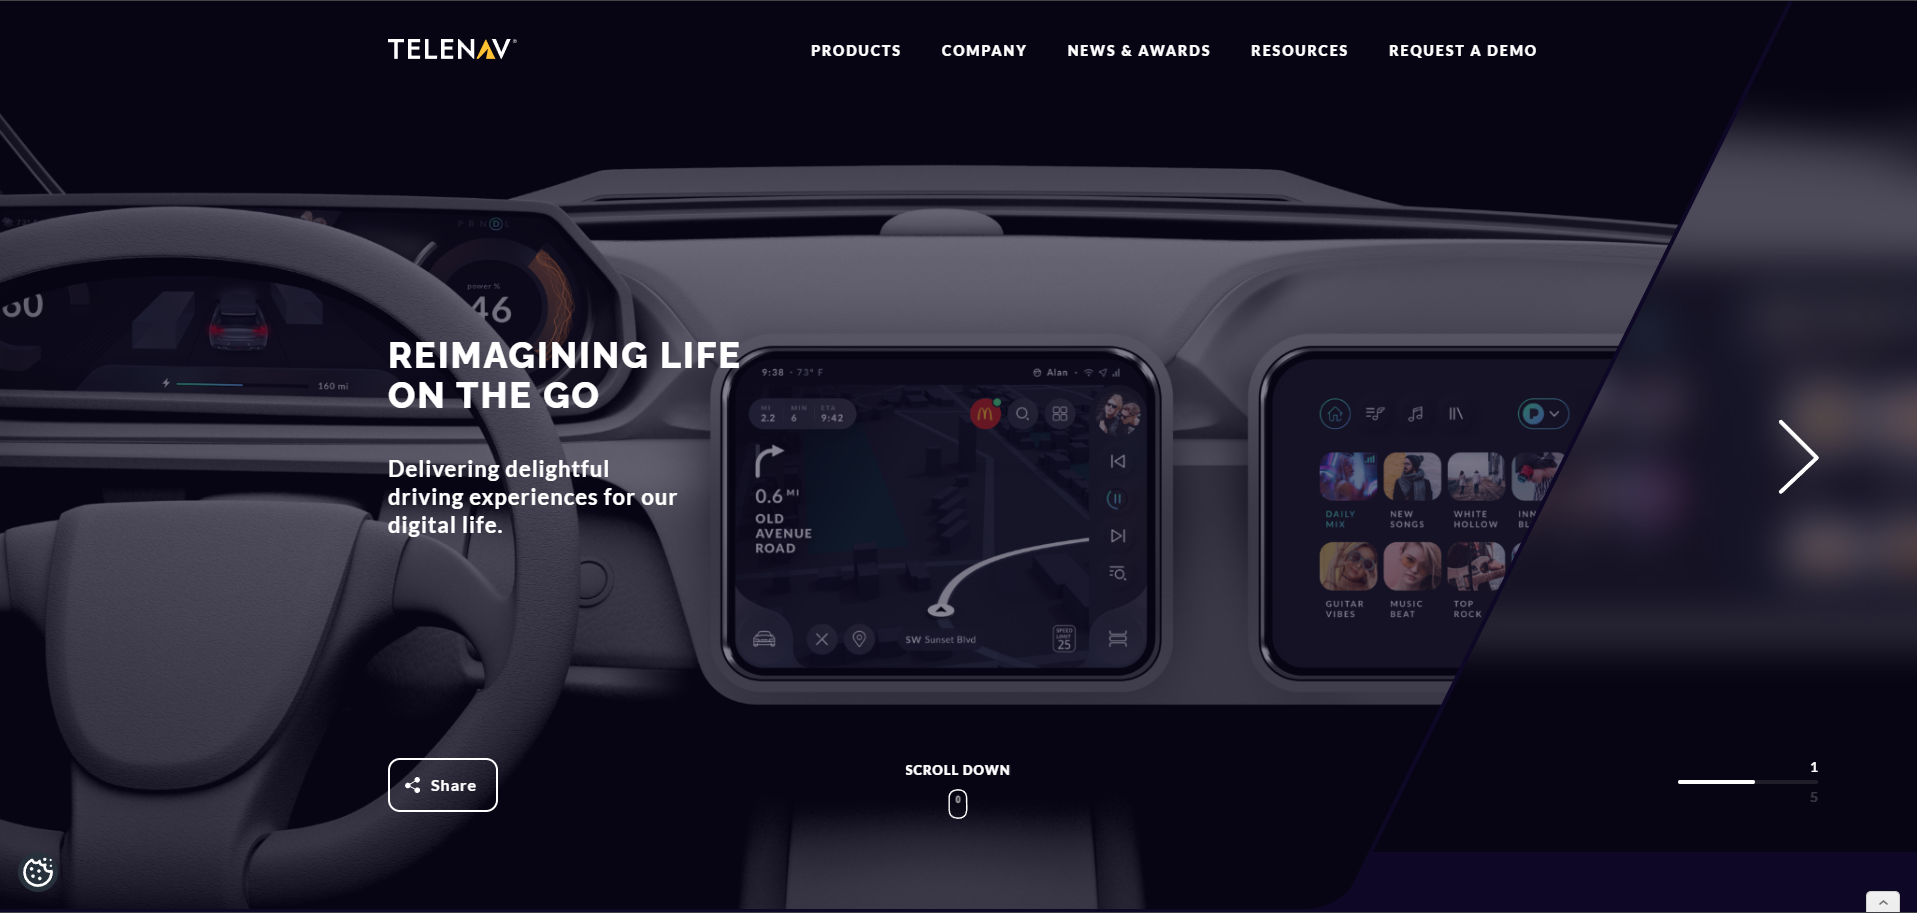 TELENAV
PRODUCTS
COMPANY
NEWS & AWARDS
RESOURCES
REQUEST A DEMO
P R N D L
power %
46
160 mi
REIMAGINING LIFE
ON THE GO
Delivering delightful
driving experiences for our
digital life.
9:38 · 73° F
Alan
MI MIN ETA
2.2 6 9:42
0.6 MI
OLD
AVENUE
ROAD
SW Sunset Blvd
SPEED
LIMIT
25
DAILY
MIX
NEW
SONGS
WHITE
HOLLOW
GUITAR
VIBES
MUSIC
BEAT
TOP
ROCK
Share
SCROLL DOWN
1
5